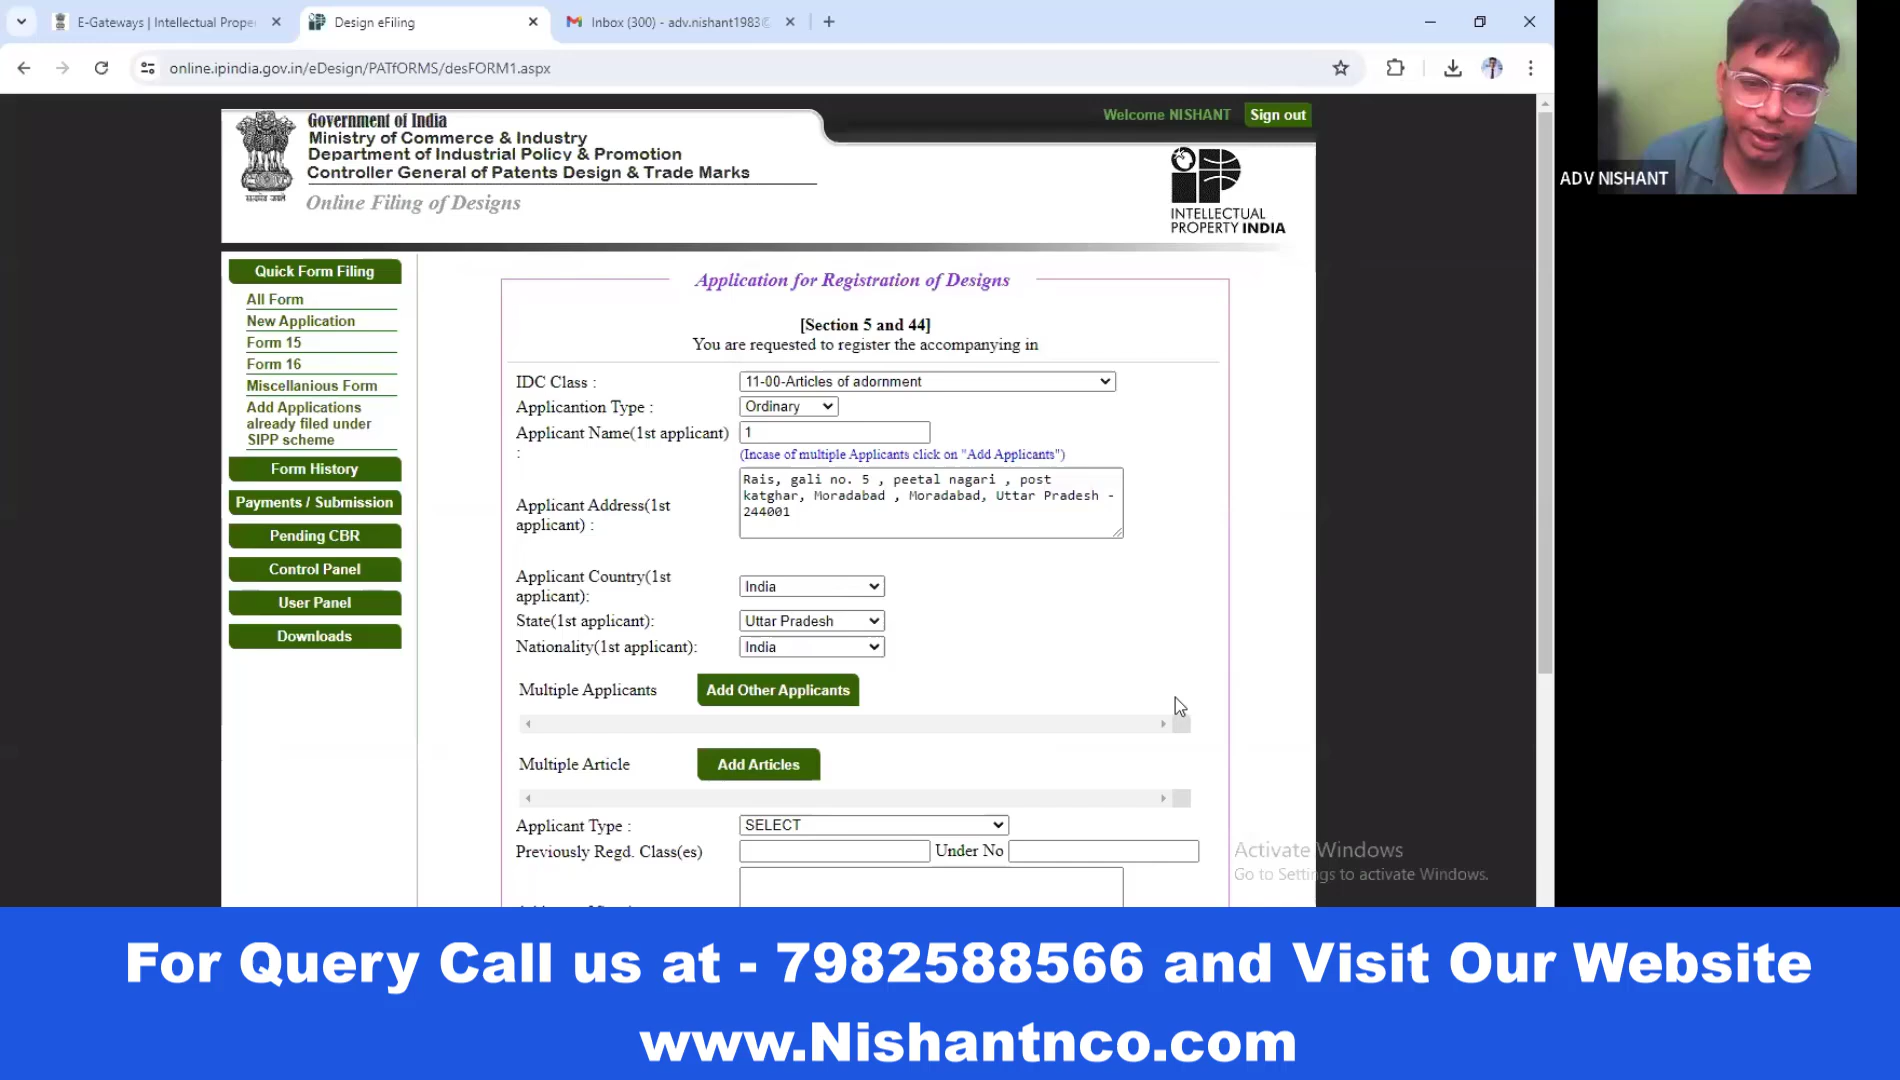 E-Gateways | Intellectual Prope
Design eFiling
Inbox (300) - adv.nishant1983@
online.ipindia.gov.in/eDesign/PATfORMS/desFORM1.aspx
Government of India
Ministry of Commerce & Industry
Department of Industrial Policy & Promotion
Controller General of Patents Design & Trade Marks
Online Filing of Designs
सत्यमेव जयते
Welcome NISHANT
Sign out
INTELLECTUAL
PROPERTY INDIA
ADV NISHANT
Quick Form Filing
All Form
New Application
Form 15
Form 16
Miscellanious Form
Add Applications
already filed under
SIPP scheme
Form History
Payments / Submission
Pending CBR
Control Panel
User Panel
Downloads
Application for Registration of Designs
[Section 5 and 44]
You are requested to register the accompanying in
IDC Class : 11-00-Articles of adornment
Applicantion Type : Ordinary
Applicant Name(1st applicant) 1
:
(Incase of multiple Applicants click on "Add Applicants")
Applicant Address(1st
applicant) :
Rais, gali no. 5 , peetal nagari , post
katghar, Moradabad , Moradabad, Uttar Pradesh -
244001
Applicant Country(1st
applicant): India
State(1st applicant): Uttar Pradesh
Nationality(1st applicant): India
Multiple Applicants Add Other Applicants
Multiple Article Add Articles
Applicant Type : SELECT
Previously Regd. Class(es) Under No
Activate Windows
Go to Settings to activate Windows.
For Query Call us at - 7982588566 and Visit Our Website
www.Nishantnco.com